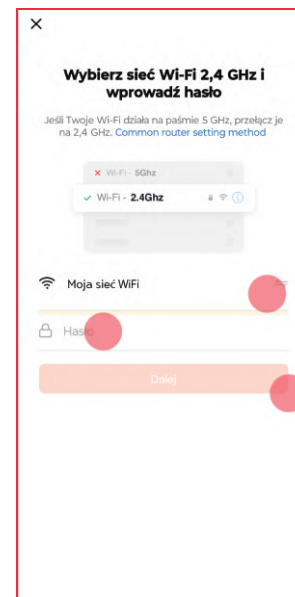 Wybierz sieć Wi-Fi 2,4 GHz i
wprowadź hasło
Jeśli Twoje Wi-Fi działa na paśmie 5 GHz, przełącz je
na 2,4 GHz. Common router setting method
Wi-Fi - 5Ghz
Wi-Fi - 2.4Ghz
Moja sieć WiFi
Hasło
Dalej